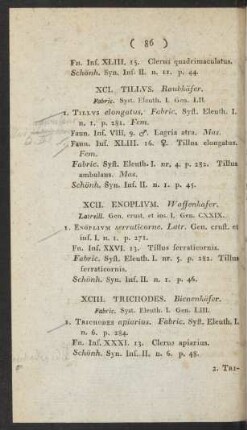 ( 86 )
Fn. Inf. XLIII. 15. Clerus quadrimaculatus.
Schönh. Syn. Inf. II. n. 11. p. 44.
XCI. TILLVS. Raubkäfer.
Fabric. Syst. Eleuth. I. Gen. LII.
1. TILLVS elongatus. Fabric. Syst. Eleuth. I.
n. 1. p. 281. Fem.
Faun. Inf. VIII. 9. ♂. Lagria atra. Mas.
Faun. Inf. XLIII. 16. ♀. Tillus elongatus.
Fem.
Fabric. Syst. Eleuth. I. nr. 4. p. 282. Tillus
ambulans. Mas.
Schönh. Syn. Inf. II. n. 1. p. 45.
XCII. ENOPLIVM. Waffenkäfer.
Latreill. Gen. crust. et inf. I. Gen. CXXIX.
1. ENOPLIVM serraticorne. Latr. Gen. crust. et
inf. I. n. 1. p. 271.
Fn. Inf. XXVI. 13. Tillus serraticornis.
Fabric. Syst. Eleuth. I. nr. 5. p. 282. Tillus
serraticornis.
Schönh. Syn. Inf. II. n. 1. p. 46.
XCIII. TRICHODES. Bienenkäfer.
Fabric. Syst. Eleuth. I. Gen. LIII.
1. TRICHODES apiarius. Fabric. Syst. Eleuth. I.
n. 6. p. 284.
Fn. Inf. XXXI. 13. Clerus apiarius.
Schönh. Syn. Inf. II. n. 6. p. 48.
2. TRI-